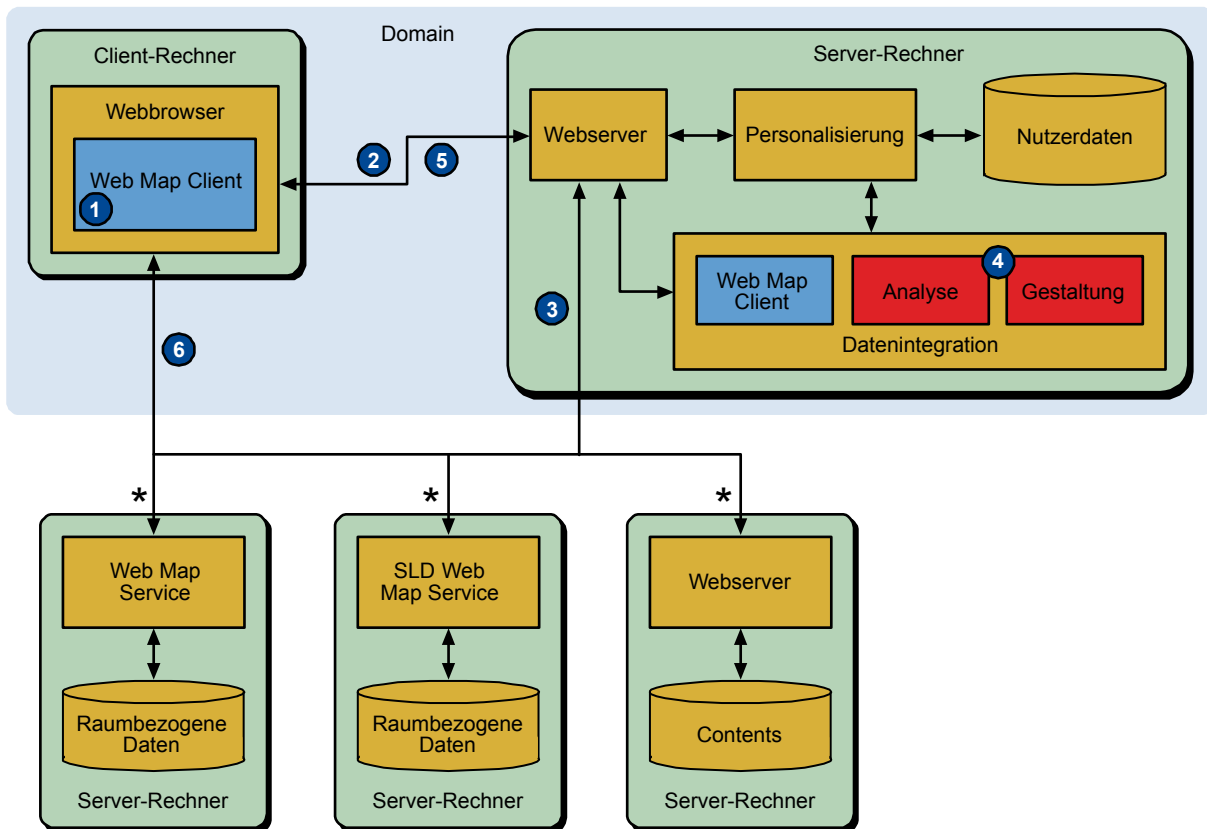 Domain
Client-Rechner
Webbrowser
Web Map Client
1
2
5
Server-Rechner
Webserver
Personalisierung
Nutzerdaten
Web Map
Client
Analyse
4
Gestaltung
Datenintegration
3
6
*
*
*
Web Map
Service
Raumbezogene
Daten
Server-Rechner
SLD Web
Map Service
Raumbezogene
Daten
Server-Rechner
Webserver
Contents
Server-Rechner